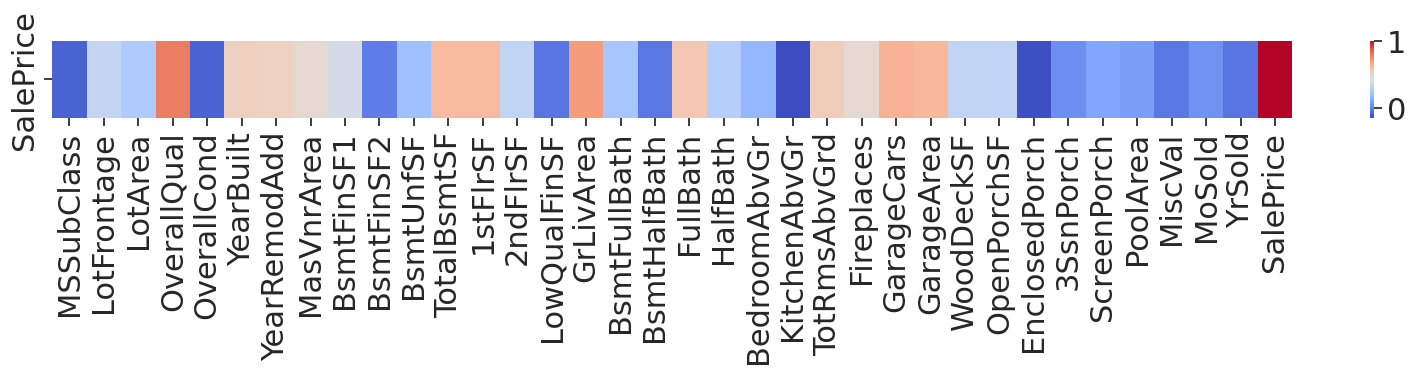 SalePrice
MSSubClass
LotFrontage
LotArea
OverallQual
OverallCond
YearBuilt
YearRemodAdd
MasVnrArea
BsmtFinSF1
BsmtFinSF2
BsmtUnfSF
TotalBsmtSF
1stFlrSF
2ndFlrSF
LowQualFinSF
GrLivArea
BsmtFullBath
BsmtHalfBath
FullBath
HalfBath
BedroomAbvGr
KitchenAbvGr
TotRmsAbvGrd
Fireplaces
GarageCars
GarageArea
WoodDeckSF
OpenPorchSF
EnclosedPorch
3SsnPorch
ScreenPorch
PoolArea
MiscVal
MoSold
YrSold
SalePrice
1
0